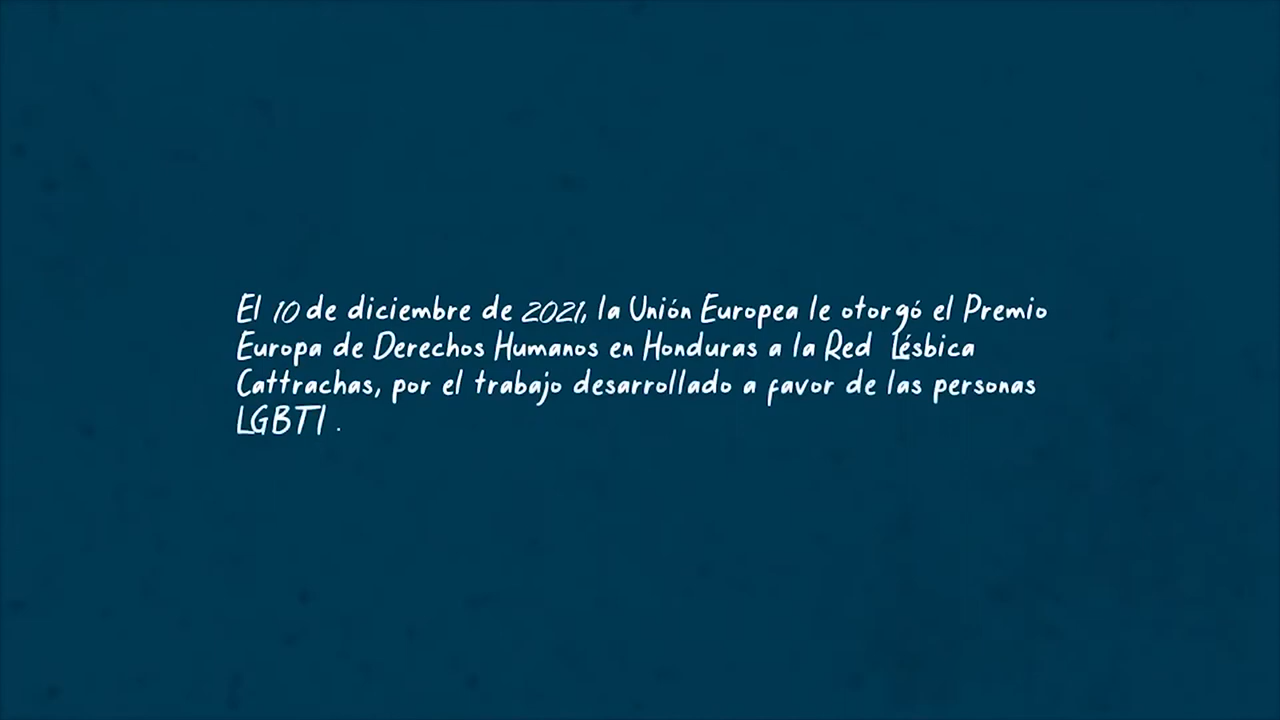 El 10 de diciembre de 2021, la Unión Europea le otorgó el Premio
Europa de Derechos Humanos en Honduras a la Red Lésbica
Cattrachas, por el trabajo desarrollado a favor de las personas
LGBTI .